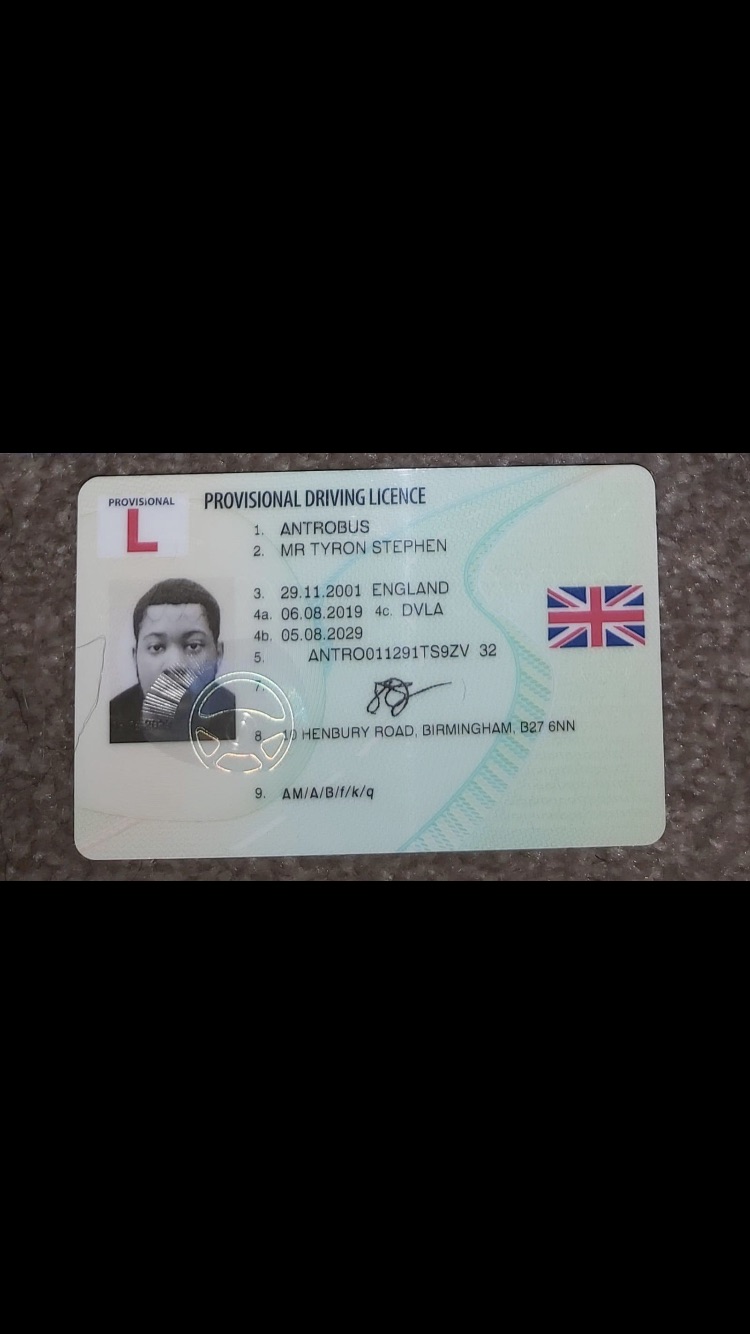 PROVISIONAL
L
PROVISIONAL DRIVING LICENCE
1. ANTROBUS
2. MR TYRON STEPHEN
3. 29.11.2001 ENGLAND
4a. 06.08.2019 4c. DVLA
4b. 05.08.2029
5. ANTRO011291TS9ZV 32
7.
8. 10 HENBURY ROAD, BIRMINGHAM, B27 6NN
9. AM/A/B/f/k/q